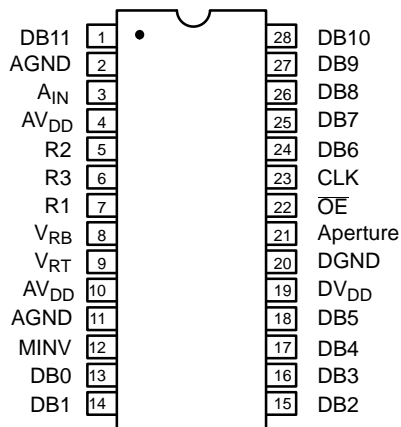 DB11 1 28 DB10
AGND 2 27 DB9
AIN 3 26 DB8
AVDD 4 25 DB7
R2 5 24 DB6
R3 6 23 CLK
R1 7 22 O̅E̅
VRB 8 21 Aperture
VRT 9 20 DGND
AVDD 10 19 DVDD
AGND 11 18 DB5
MINV 12 17 DB4
DB0 13 16 DB3
DB1 14 15 DB2